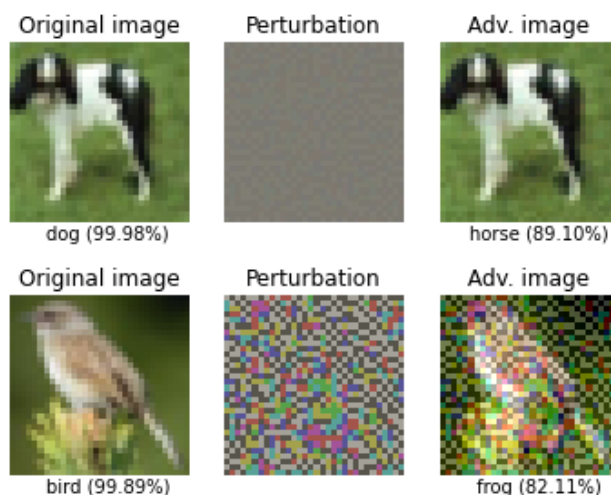 Original image Perturbation Adv. image
dog (99.98%) horse (89.10%)
Original image Perturbation Adv. image
bird (99.89%) frog (82.11%)